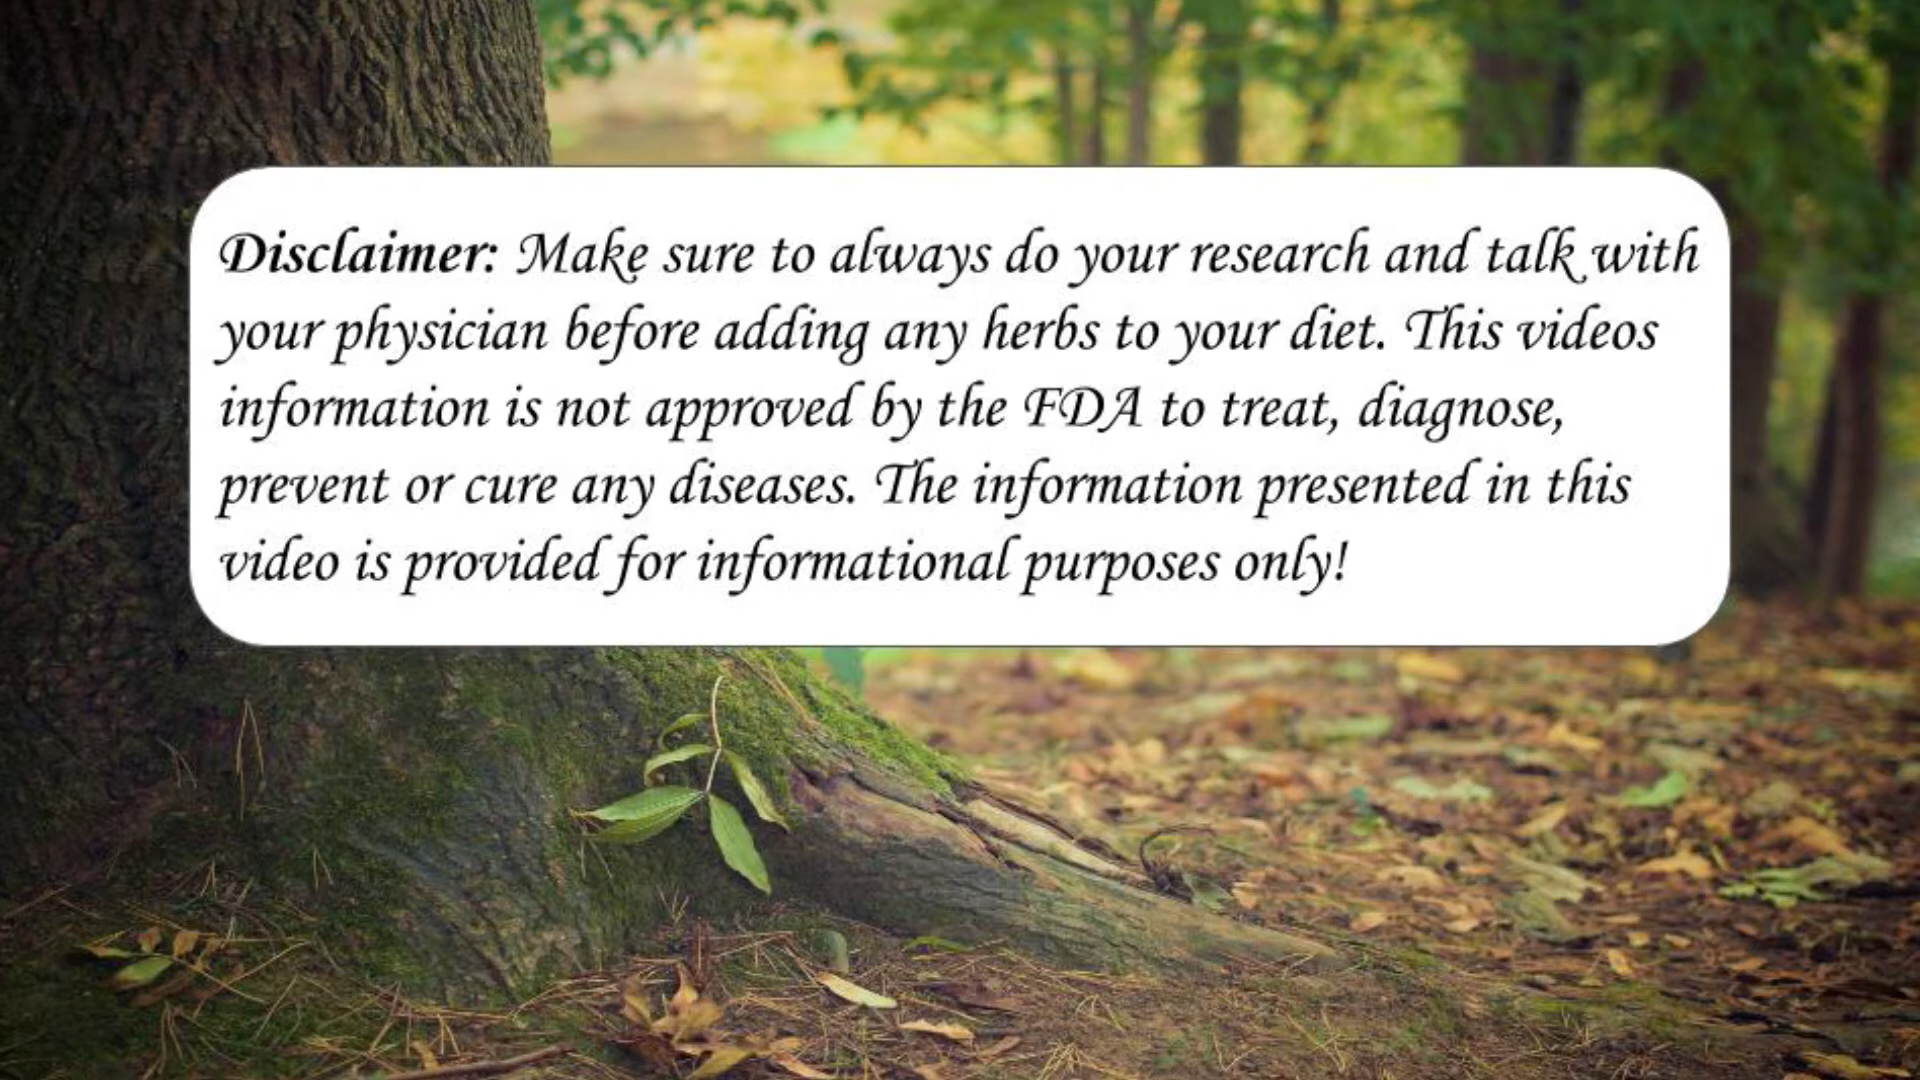 Disclaimer: Make sure to always do your research and talk with
your physician before adding any herbs to your diet. This videos
information is not approved by the FDA to treat, diagnose,
prevent or cure any diseases. The information presented in this
video is provided for informational purposes only!